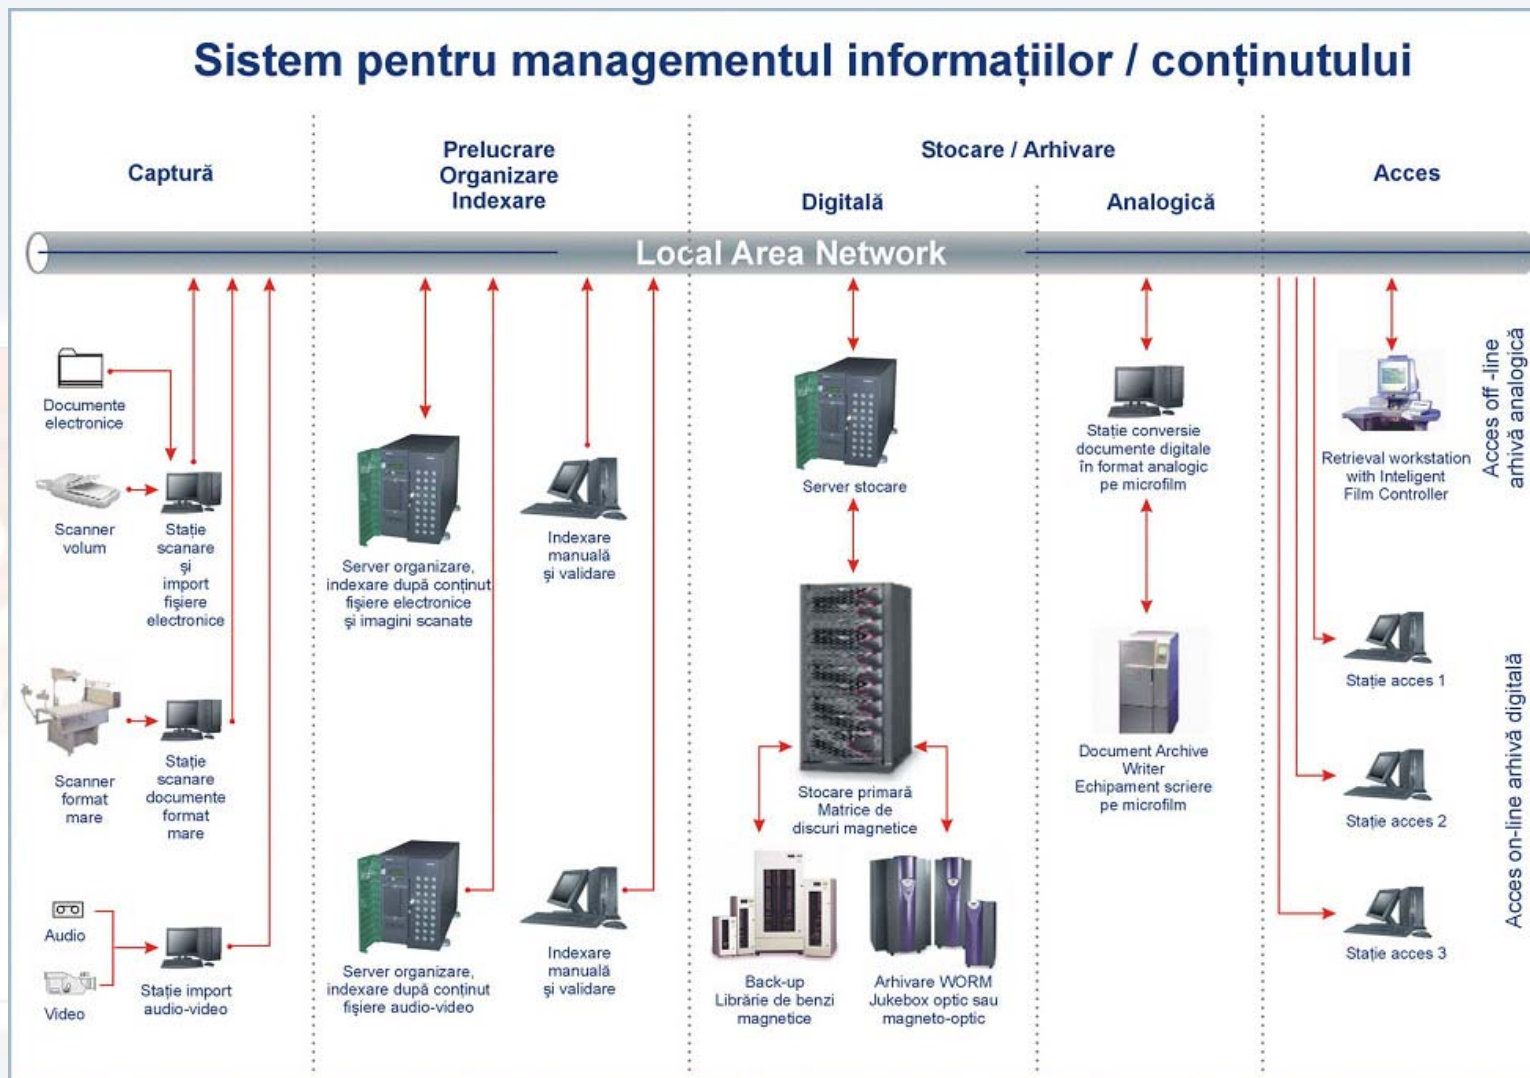 Sistem pentru managementul informațiilor / conținutului
Captură
Prelucrare
Organizare
Indexare
Stocare / Arhivare
Digitală
Analogică
Acces
Local Area Network
Documente
electronice
Scanner
volum
Stație
scanare
și
import
fișiere
electronice
Scanner
format
mare
Stație
scanare
documente
format
mare
Audio
Video
Stație import
audio-video
Server organizare,
indexare după conținut
fișiere electronice
și imagini scanate
Indexare
manuală
și validare
Server organizare,
indexare după conținut
fișiere audio-video
Indexare
manuală
și validare
Server stocare
Stocare primară
Matrice de
discuri magnetice
Back-up
Librărie de benzi
magnetice
Arhivare WORM
Jukebox optic sau
magneto-optic
Stație conversie
documente digitale
în format analogic
pe microfilm
Document Archive
Writer
Echipament scriere
pe microfilm
Retrieval workstation
with Inteligent
Film Controller
Acces off -line
arhivă analogică
Stație acces 1
Stație acces 2
Stație acces 3
Acces on-line arhivă digitală